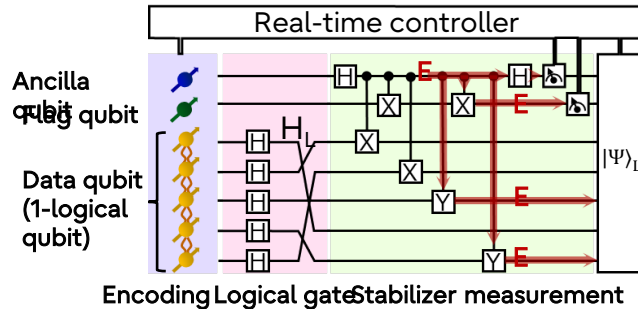 Real-time controller
Ancilla qubit
Flag qubit
Data qubit
(1-logical
qubit)
H_L
H
H
H
H
H
H
H
X
X
X
X
Y
Y
E
E
E
E
|Ψ⟩_L
Encoding
Logical gate
Stabilizer measurement